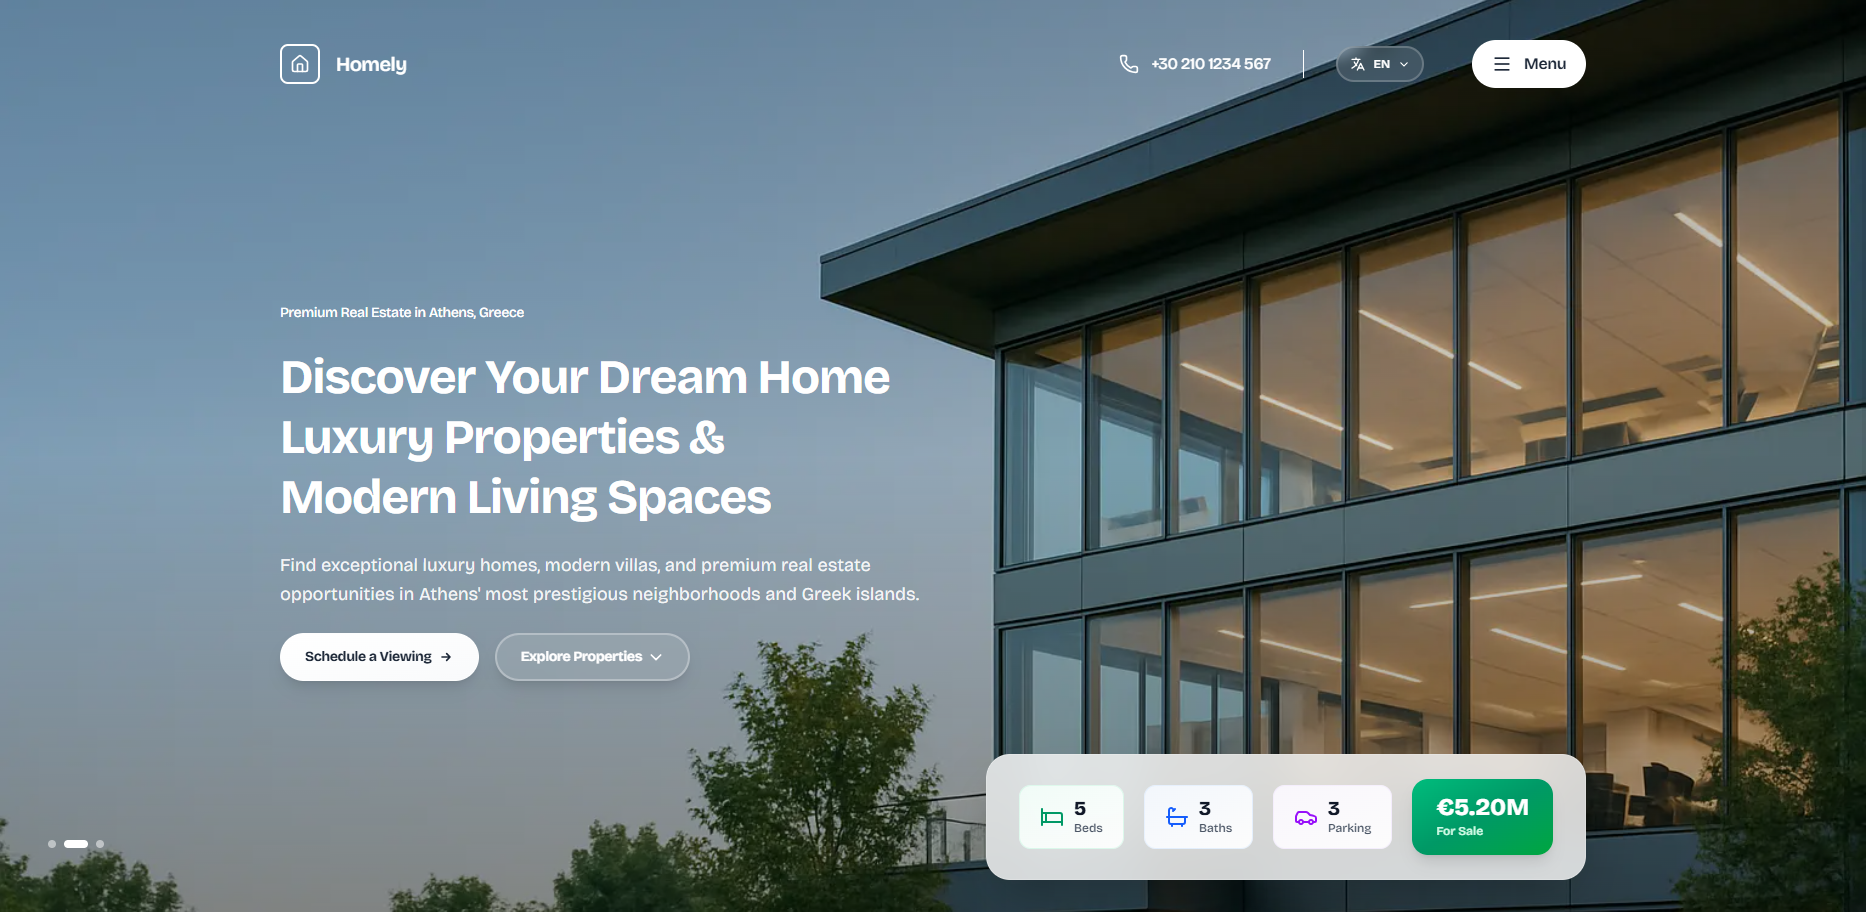 Homely
+30 210 1234 567
EN
Menu
Premium Real Estate in Athens, Greece
Discover Your Dream Home
Luxury Properties &
Modern Living Spaces
Find exceptional luxury homes, modern villas, and premium real estate
opportunities in Athens' most prestigious neighborhoods and Greek islands.
Schedule a Viewing
Explore Properties
5
Beds
3
Baths
3
Parking
€5.20M
For Sale